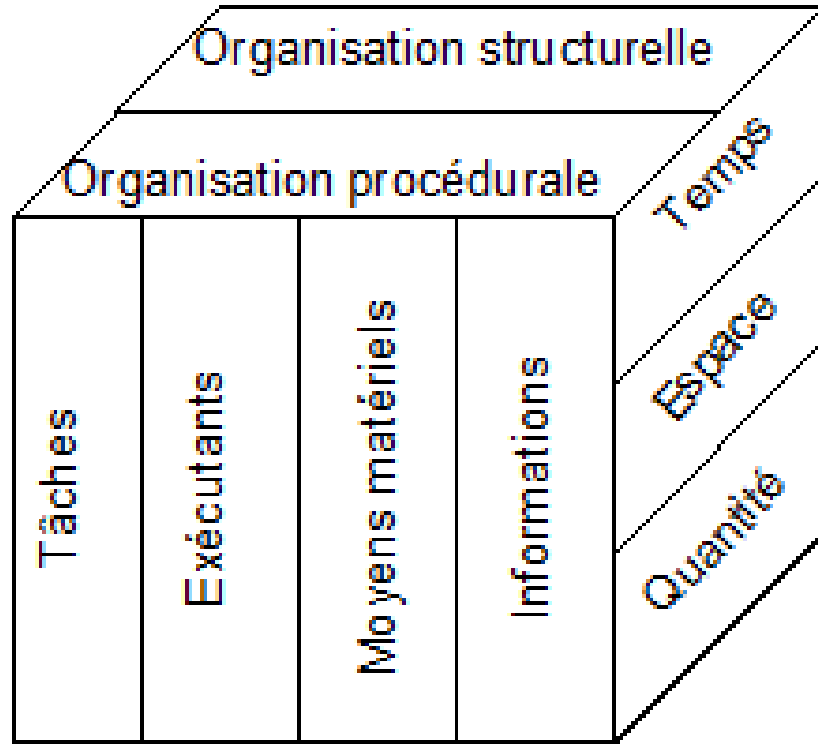 Organisation structurelle
Organisation procédurale
Temps
Espace
Quantité
Tâches
Exécutants
Moyens matériels
Informations